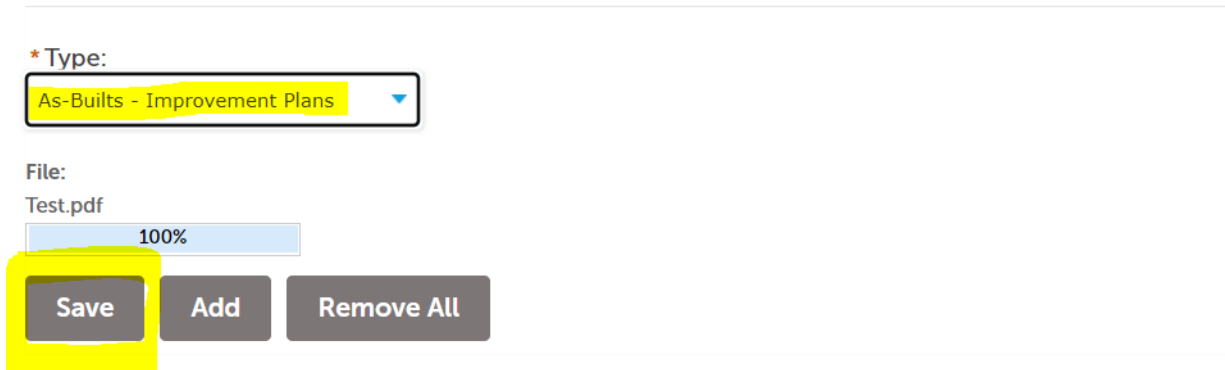 * Type:
As-Builts - Improvement Plans
File:
Test.pdf
100%
Save Add Remove All